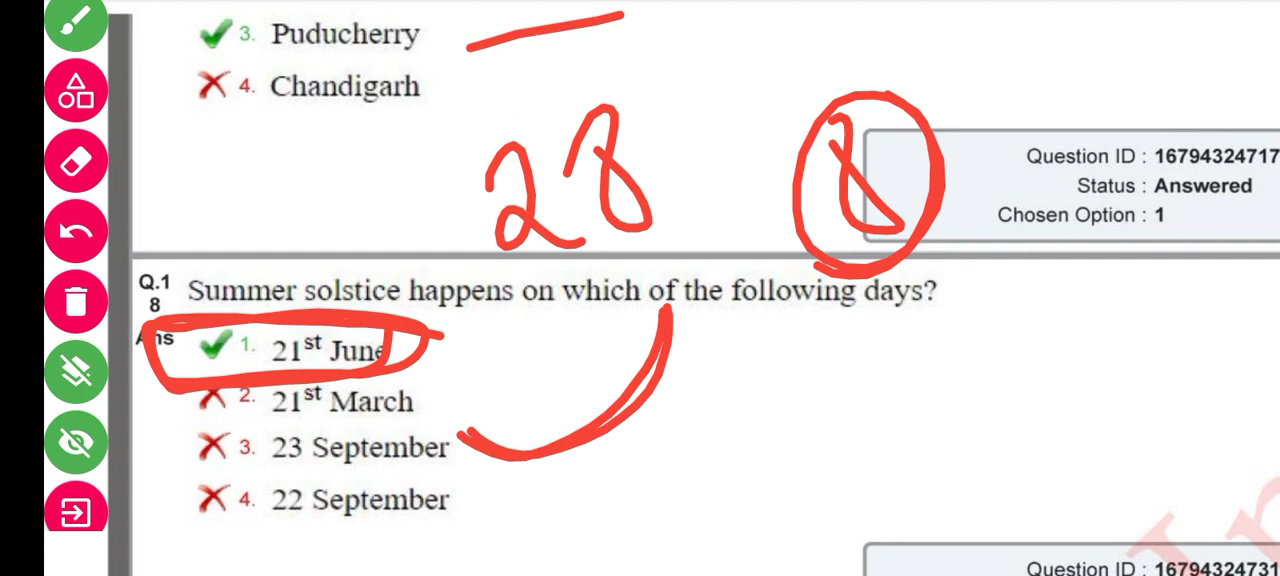 3. Puducherry
4. Chandigarh
28 8
Question ID : 16794324717
Status : Answered
Chosen Option : 1
Q.18 Summer solstice happens on which of the following days?
Ans 1. 21st June
2. 21st March
3. 23 September
4. 22 September
Question ID : 16794324731